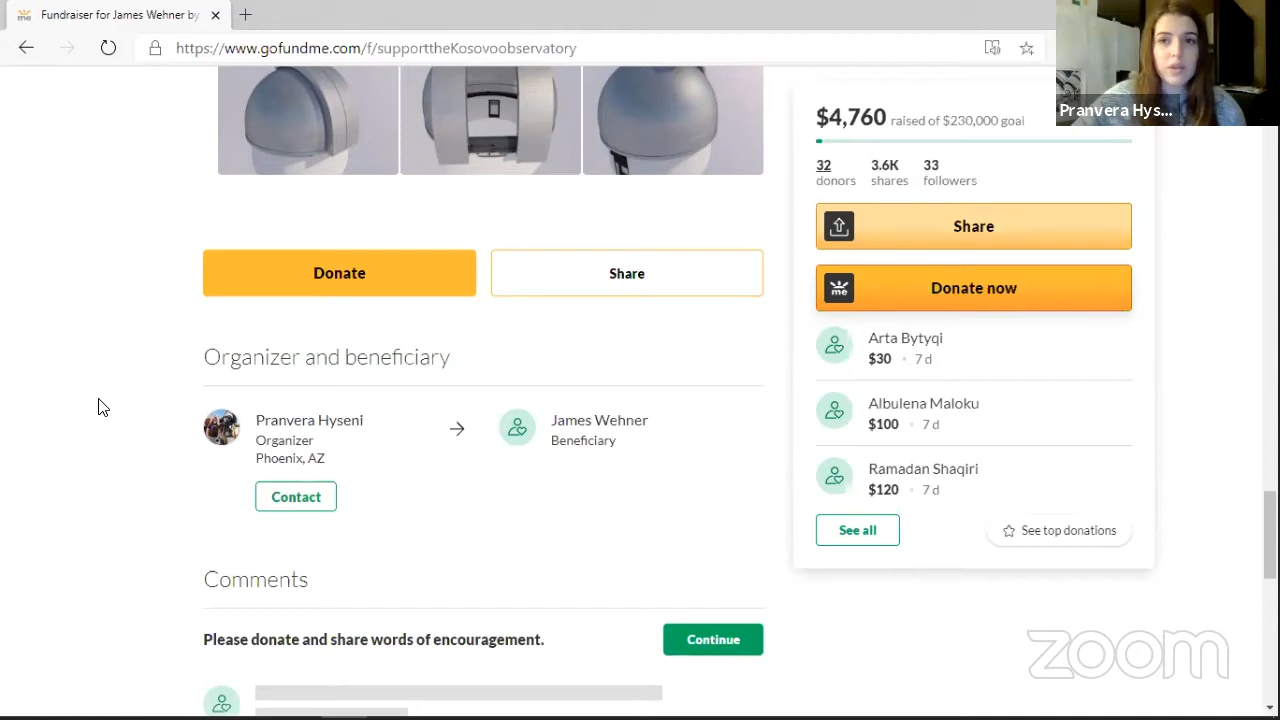 Fundraiser for James Wehner by
https://www.gofundme.com/f/supporttheKosovoobservatory
Pranvera Hys...
$4,760 raised of $230,000 goal
32 3.6K 33
donors shares followers
Share
me Donate now
Donate Share
Arta Bytyqi
$30 • 7 d
Organizer and beneficiary
Albulena Maloku
$100 • 7 d
Pranvera Hyseni James Wehner
Organizer Beneficiary
Phoenix, AZ
Ramadan Shaqiri
$120 • 7 d
Contact
See all See top donations
Comments
Please donate and share words of encouragement. Continue
zoom